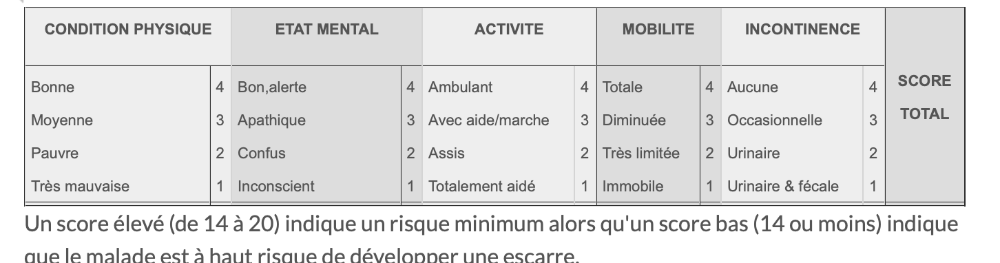 CONDITION PHYSIQUE ETAT MENTAL ACTIVITE MOBILITE INCONTINENCE
SCORE
TOTAL
Bonne 4 Bon,alerte 4 Ambulant 4 Totale 4 Aucune 4
Moyenne 3 Apathique 3 Avec aide/marche 3 Diminuée 3 Occasionnelle 3
Pauvre 2 Confus 2 Assis 2 Très limitée 2 Urinaire 2
Très mauvaise 1 Inconscient 1 Totalement aidé 1 Immobile 1 Urinaire & fécale 1
Un score élevé (de 14 à 20) indique un risque minimum alors qu'un score bas (14 ou moins) indique
que le malade est à haut risque de développer une escarre.